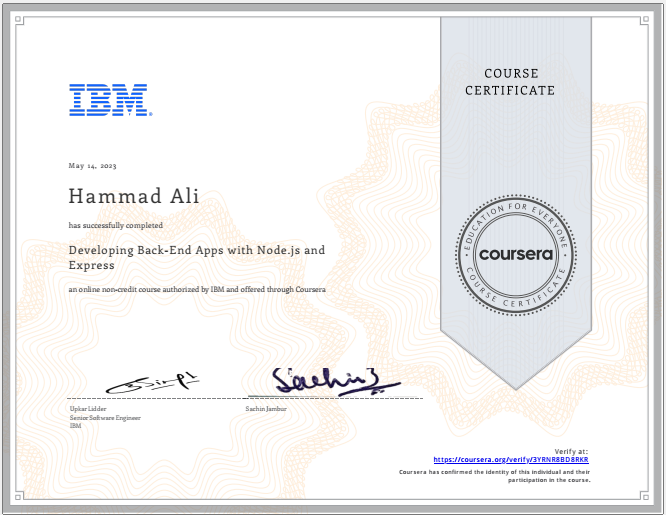 COURSE
CERTIFICATE
IBM®
May 14, 2023
Hammad Ali
has successfully completed
Developing Back-End Apps with Node.js and
Express
an online non-credit course authorized by IBM and offered through Coursera
EDUCATION FOR EVERYONE
coursera
COURSE CERTIFICATE
Upkar Lidder
Senior Software Engineer
IBM
Sachin Jambur
Verify at:
https://coursera.org/verify/3YRNR8BD8RKR
Coursera has confirmed the identity of this individual and their
participation in the course.